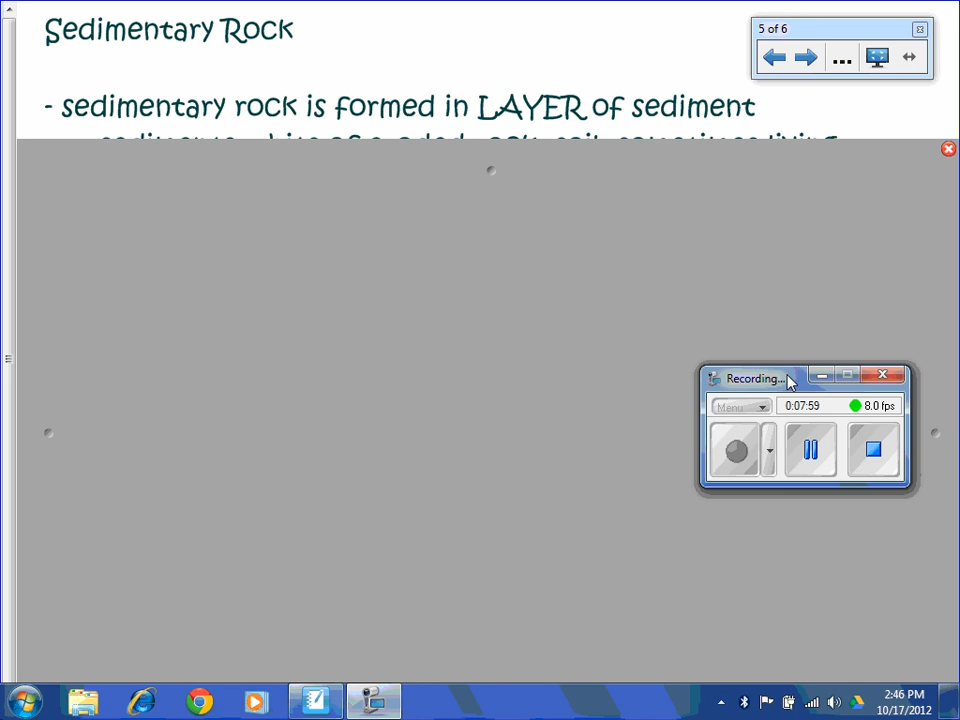 Sedimentary Rock
5 of 6
- sedimentary rock is formed in LAYER of sediment
...
Recording...
Menu
0:07:59
8.0 fps
2:46 PM
10/17/2012